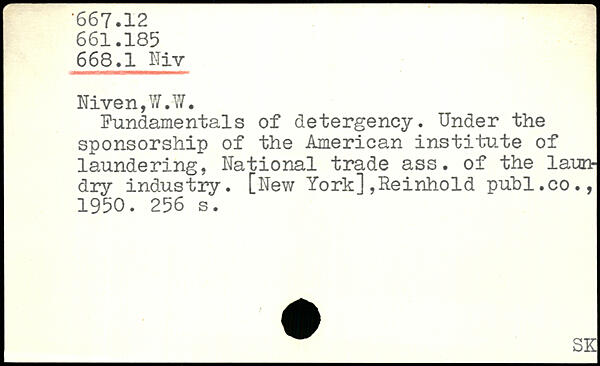 667.12
661.185
668.1 Niv
Niven,W.W.
Fundamentals of detergency. Under the
sponsorship of the American institute of
laundering, National trade ass. of the laun-
dry industry. [New York],Reinhold publ.co.,
1950. 256 s.
SK